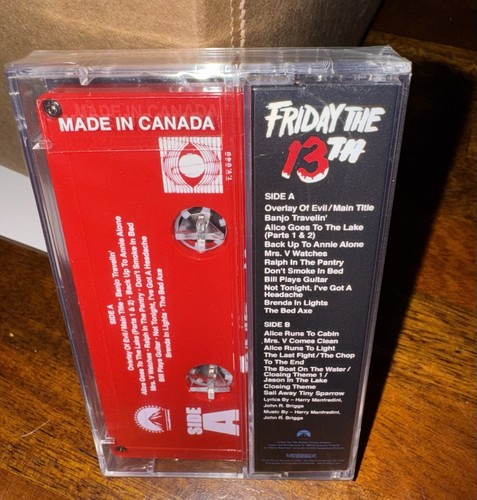 MADE IN CANADA
T.V.048
SIDE A
Overlay Of Evil/Main Title • Banjo Travelin'
Alice Goes To The Lake (Parts 1 & 2) • Back Up To Annie Alone
Mrs. V Watches • Ralph In The Pantry • Don't Smoke In Bed
Bill Plays Guitar • Not Tonight, I've Got A Headache
Brenda In Lights • The Bed Axe
SIDE
A
FRIDAY THE
13TH
SIDE A
Overlay Of Evil/Main Title
Banjo Travelin'
Alice Goes To The Lake
(Parts 1 & 2)
Back Up To Annie Alone
Mrs. V Watches
Ralph In The Pantry
Don't Smoke In Bed
Bill Plays Guitar
Not Tonight, I've Got A
Headache
Brenda In Lights
The Bed Axe
SIDE B
Alice Runs To Cabin
Mrs. V Comes Clean
Alice Runs To Light
The Last Fight/The Chop
To The End
The Boat On The Water /
Closing Theme 1 /
Jason In The Lake
Closing Theme
Sail Away Tiny Sparrow
Lyrics By – Harry Manfredini,
John R. Briggs
Music By – Harry Manfredini,
John R. Briggs